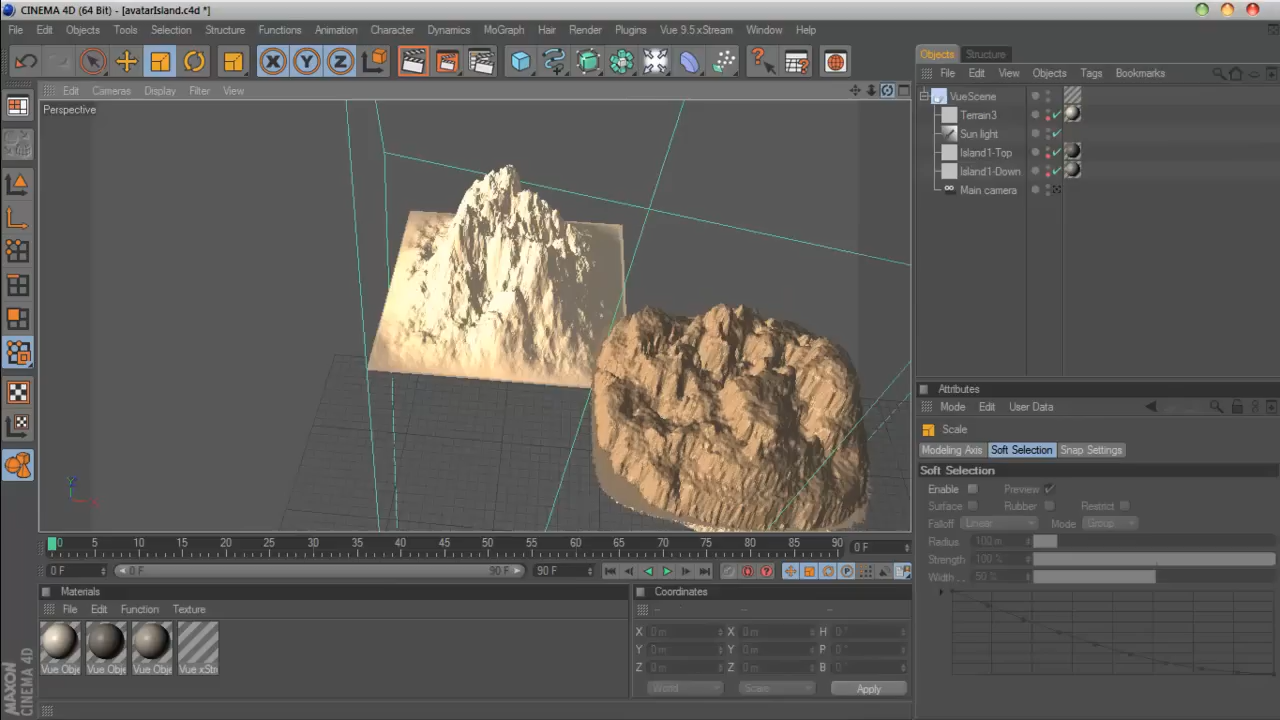 CINEMA 4D (64 Bit) - [avatarIsland.c4d *]
File Edit Objects Tools Selection Structure Functions Animation Character Dynamics MoGraph Hair Render Plugins Vue 9.5 xStream Window Help
X Y Z
Objects Structure
File Edit View Objects Tags Bookmarks
Edit Cameras Display Filter View
Perspective
VueScene
Terrain3
Sun light
Island1-Top
Island1-Down
Main camera
Attributes
Mode Edit User Data
Scale
Modeling Axis Soft Selection Snap Settings
Soft Selection
Enable Preview
Surface Rubber Restrict
Falloff Linear Mode Group
Radius 100 m
Strength 100 %
Width 50 %
Y
0 5 10 15 20 25 30 35 40 45 50 55 60 65 70 75 80 85 90 0 F
0 F 0 F 90 F 90 F
Materials
File Edit Function Texture
Vue Obje Vue Obje Vue Obje Vue xStr
Coordinates
-- -- --
X 0 m X 0 m H 0 °
Y 0 m Y 0 m P 0 °
Z 0 m Z 0 m B 0 °
World Scale Apply
MAXON
CINEMA 4D